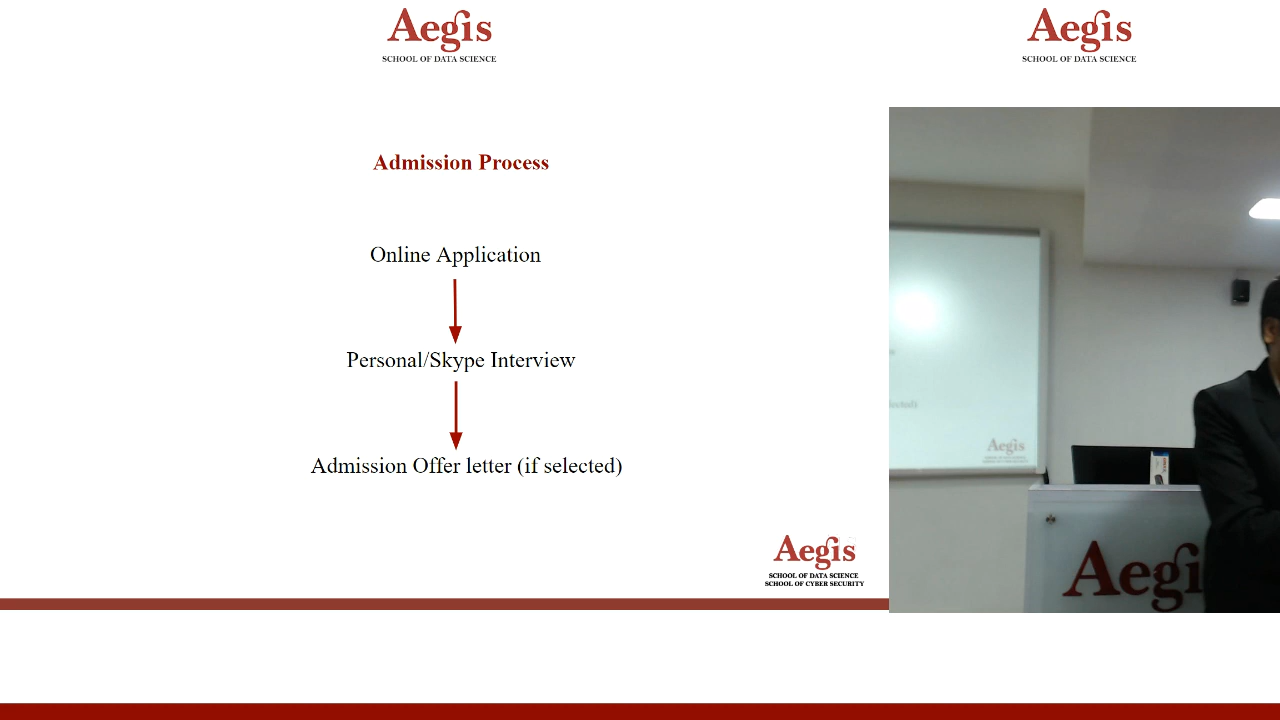 Aegis
SCHOOL OF DATA SCIENCE
Aegis
SCHOOL OF DATA SCIENCE
Admission Process
Online Application
Personal/Skype Interview
Admission Offer letter (if selected)
Aegis
SCHOOL OF DATA SCIENCE
SCHOOL OF CYBER SECURITY
Aegis
Aegis